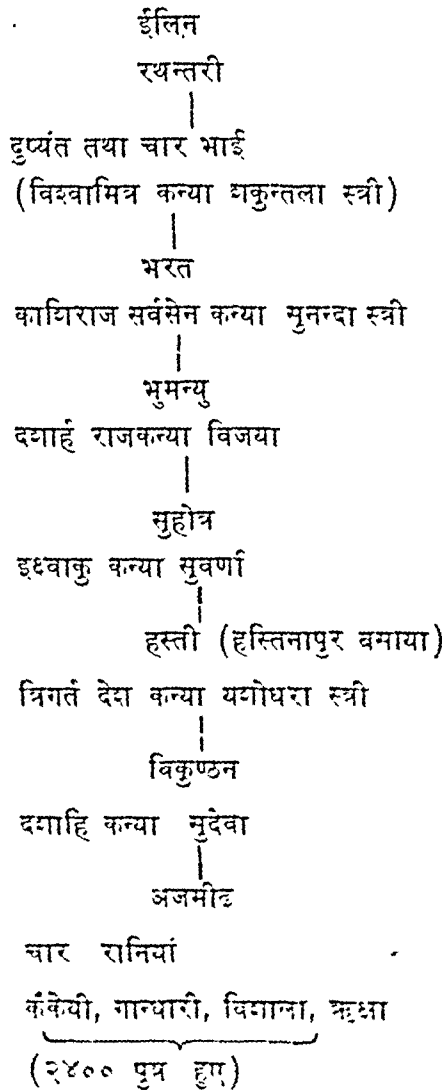 ईलिन
रथन्तरी
दुष्यंत तथा चार भाई
(विश्वामित्र कन्या शकुन्तला स्त्री)
भरत
काशिराज सर्वसेन कन्या सुनन्दा स्त्री
भुमन्यु
दशार्ह राजकन्या विजया
सुहोत्र
इक्ष्वाकु कन्या सुवर्णा
हस्ती (हस्तिनापुर बसाया)
त्रिगर्त देश कन्या यशोधरा स्त्री
विकुण्ठन
दशाहि कन्या सुदेवा
अजमीढ
चार रानियां
कैकेयी, गान्धारी, विशाला, ऋक्षा
(२४०० पुत्र हुए)